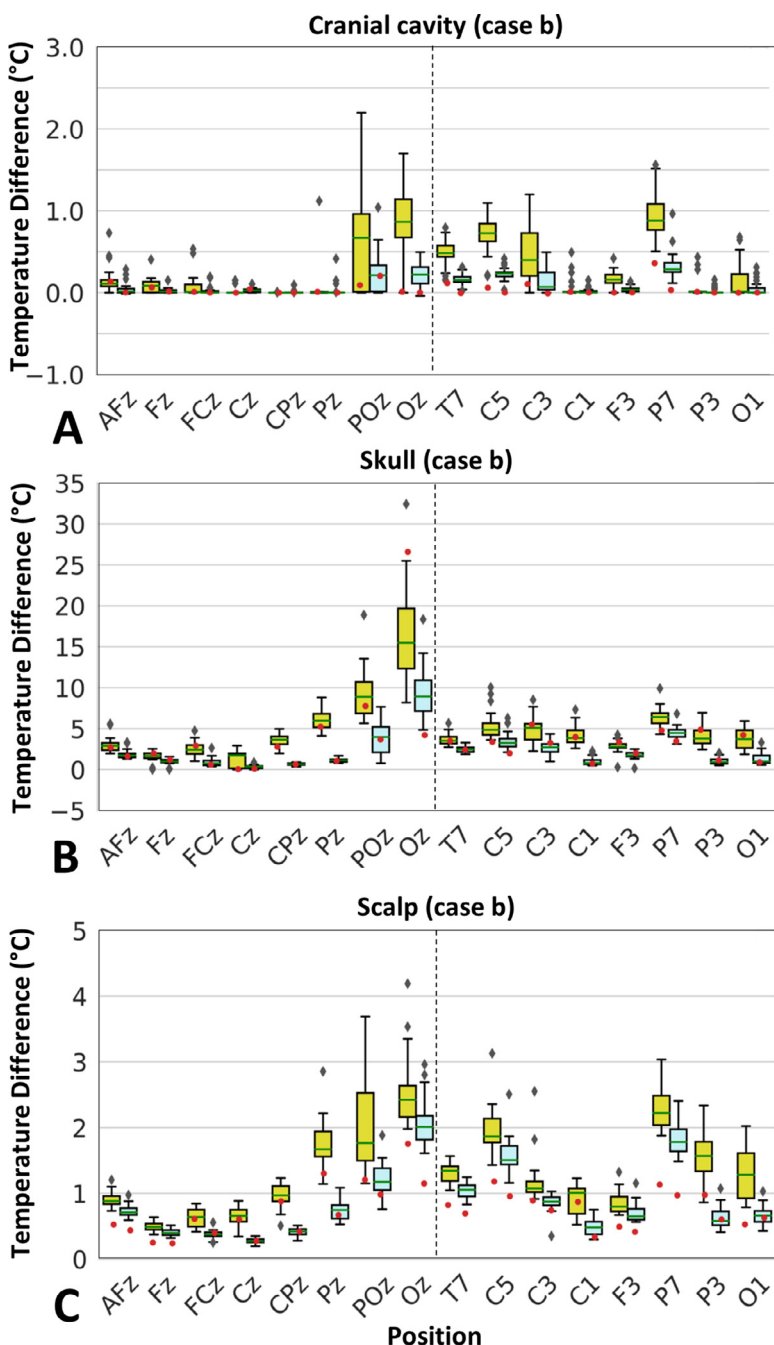 Cranial cavity (case b)
Temperature Difference (°C)
3.0
2.0
1.0
0.0
−1.0
AFz Fz FCz Cz CPz Pz POz Oz T7 C5 C3 C1 F3 P7 P3 O1
A
Skull (case b)
Temperature Difference (°C)
35
30
25
20
15
10
5
0
−5
AFz Fz FCz Cz CPz Pz POz Oz T7 C5 C3 C1 F3 P7 P3 O1
B
Scalp (case b)
Temperature Difference (°C)
5
4
3
2
1
0
AFz Fz FCz Cz CPz Pz POz Oz T7 C5 C3 C1 F3 P7 P3 O1
C
Position